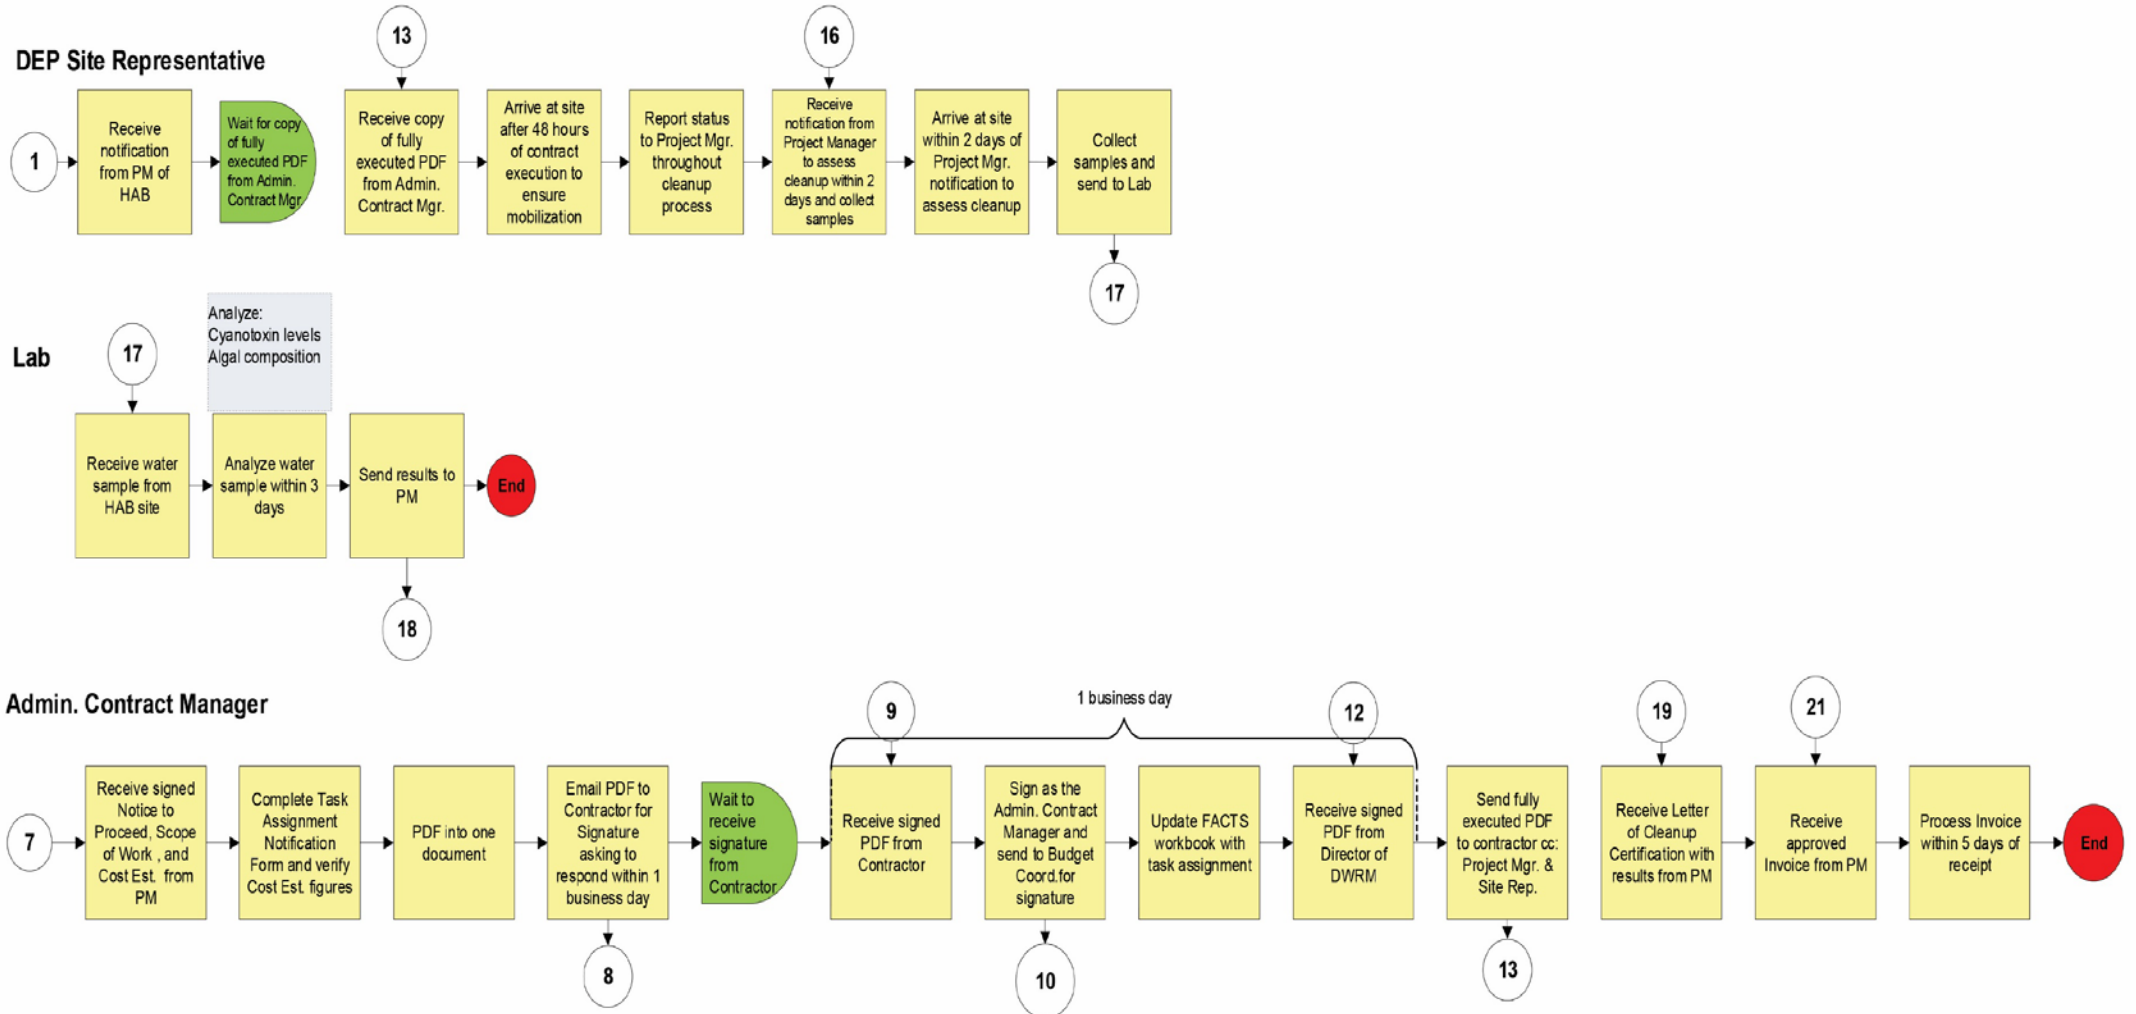 13
16
DEP Site Representative
1
Receive
notification
from PM of
HAB
Wait for copy
of fully
executed PDF
from Admin.
Contract Mgr.
Receive copy
of fully
executed PDF
from Admin.
Contract Mgr.
Arrive at site
after 48 hours
of contract
execution to
ensure
mobilization
Report status
to Project Mgr.
throughout
cleanup
process
Receive
notification from
Project Manager
to assess
cleanup within 2
days and collect
samples
Arrive at site
within 2 days of
Project Mgr.
notification to
assess cleanup
Collect
samples and
send to Lab
17
Lab
17
Analyze:
Cyanotoxin levels
Algal composition
Receive water
sample from
HAB site
Analyze water
sample within 3
days
Send results to
PM
End
18
Admin. Contract Manager
9
1 business day
12
19
21
7
Receive signed
Notice to
Proceed, Scope
of Work , and
Cost Est. from
PM
Complete Task
Assignment
Notification
Form and verify
Cost Est. figures
PDF into one
document
Email PDF to
Contractor for
Signature
asking to
respond within 1
business day
Wait to
receive
signature
from
Contractor
Receive signed
PDF from
Contractor
Sign as the
Admin. Contract
Manager and
send to Budget
Coord.for
signature
Update FACTS
workbook with
task assignment
Receive signed
PDF from
Director of
DWRM
Send fully
executed PDF
to contractor cc:
Project Mgr. &
Site Rep.
Receive Letter
of Cleanup
Certification with
results from PM
Receive
approved
Invoice from PM
Process Invoice
within 5 days of
receipt
End
8
10
13